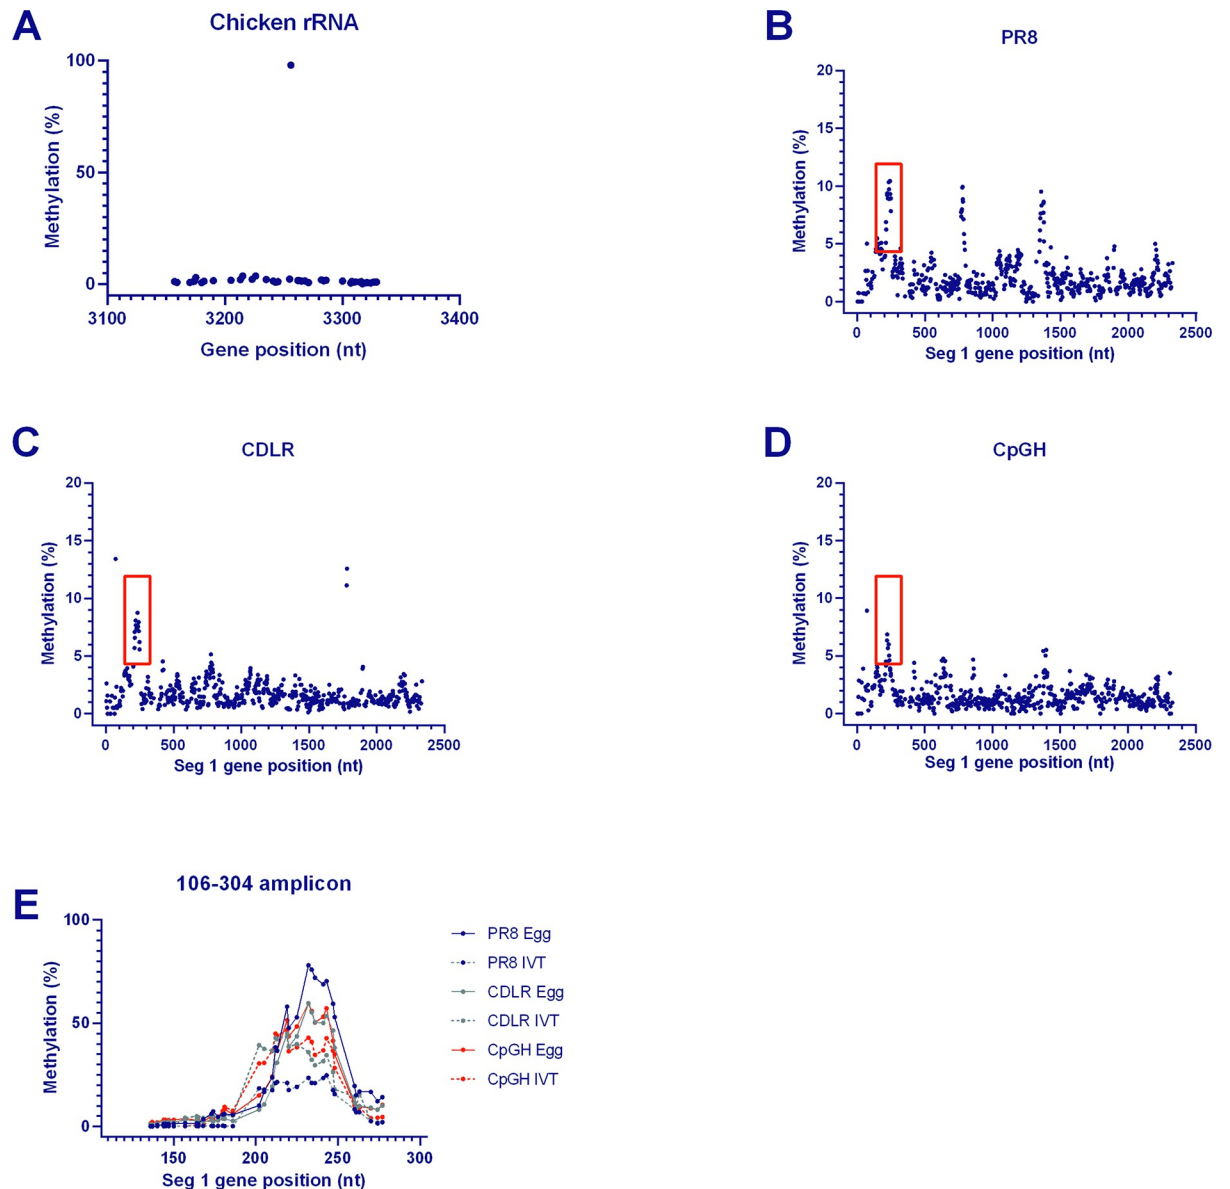 A
Chicken rRNA
Methylation (%)
100
50
0
3100
3200
3300
3400
Gene position (nt)
B
PR8
Methylation (%)
20
15
10
5
0
0
500
1000
1500
2000
2500
Seg 1 gene position (nt)
C
CDLR
Methylation (%)
20
15
10
5
0
0
500
1000
1500
2000
2500
Seg 1 gene position (nt)
D
CpGH
Methylation (%)
20
15
10
5
0
0
500
1000
1500
2000
2500
Seg 1 gene position (nt)
E
106-304 amplicon
Methylation (%)
100
50
0
150
200
250
300
Seg 1 gene position (nt)
PR8 Egg
PR8 IVT
CDLR Egg
CDLR IVT
CpGH Egg
CpGH IVT